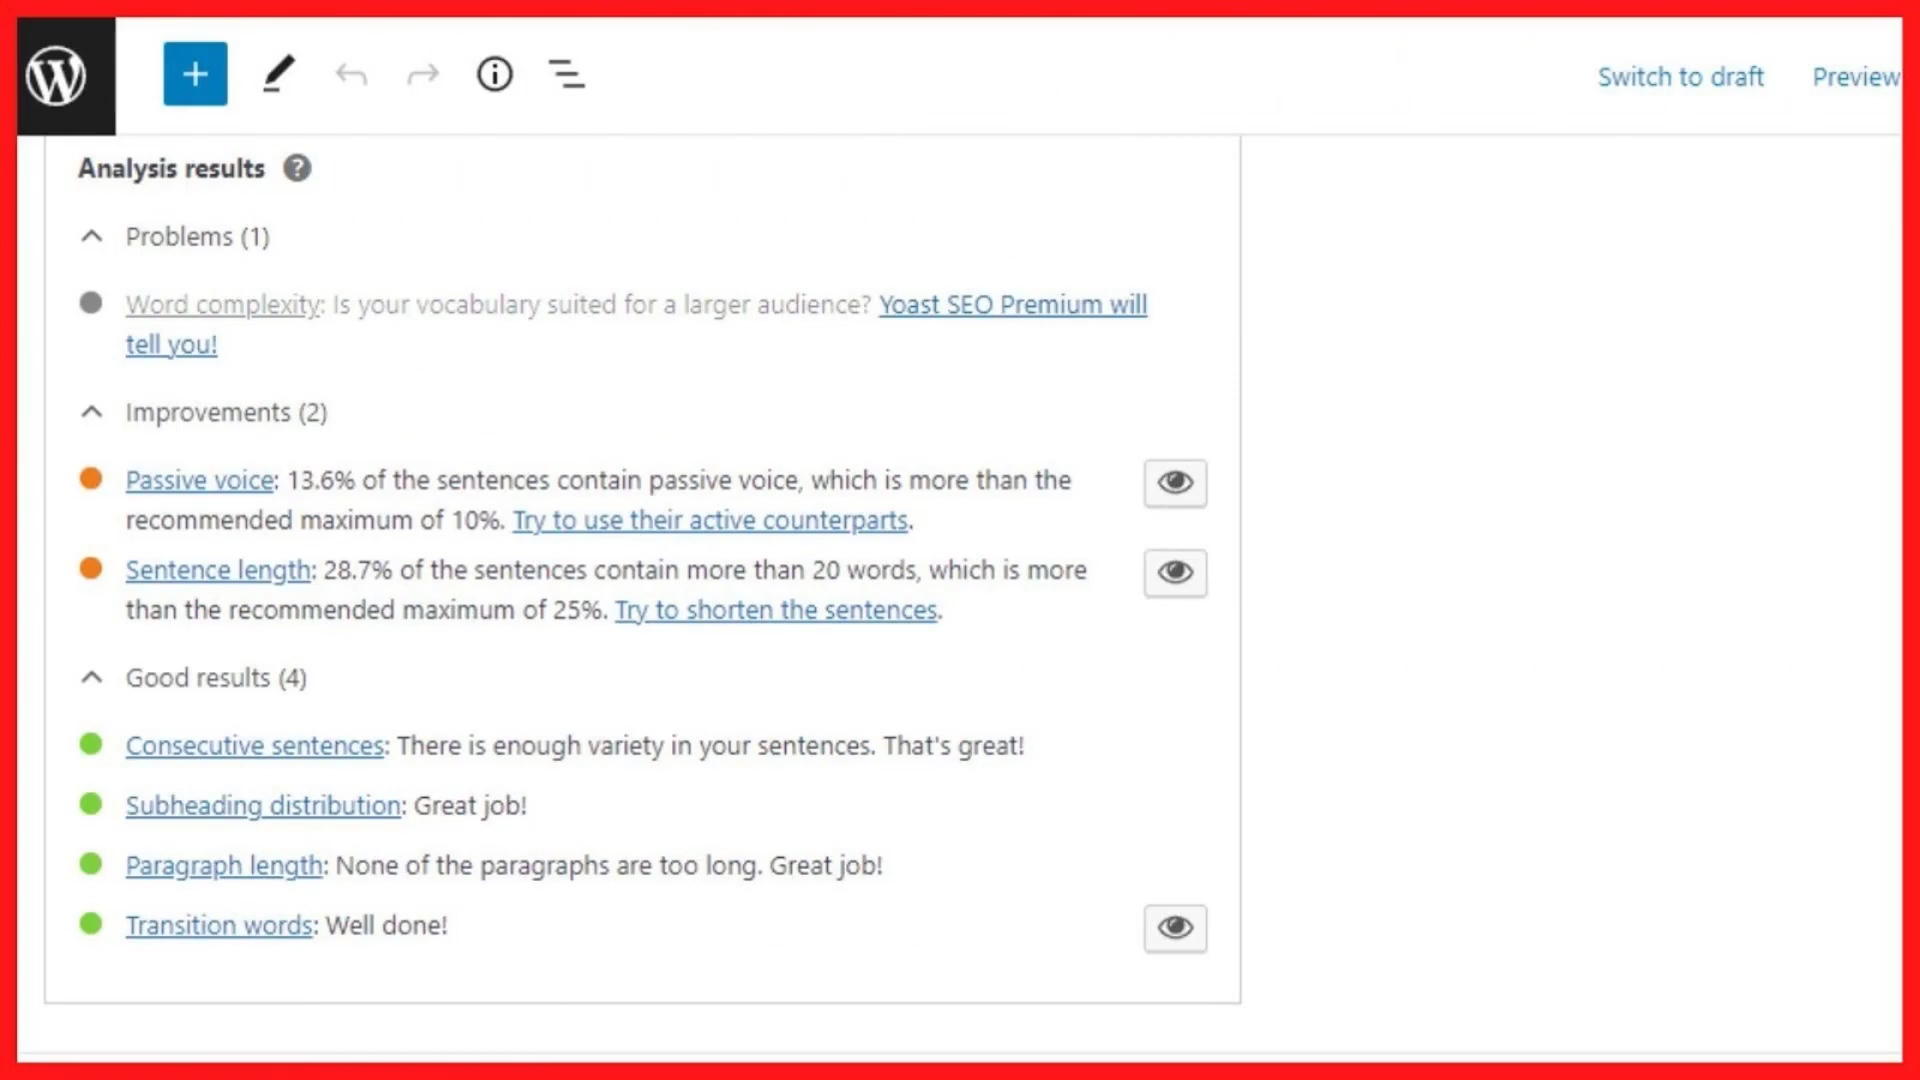 Switch to draft Preview
Analysis results ?
Problems (1)
Word complexity: Is your vocabulary suited for a larger audience? Yoast SEO Premium will
tell you!
Improvements (2)
Passive voice: 13.6% of the sentences contain passive voice, which is more than the
recommended maximum of 10%. Try to use their active counterparts.
Sentence length: 28.7% of the sentences contain more than 20 words, which is more
than the recommended maximum of 25%. Try to shorten the sentences.
Good results (4)
Consecutive sentences: There is enough variety in your sentences. That's great!
Subheading distribution: Great job!
Paragraph length: None of the paragraphs are too long. Great job!
Transition words: Well done!